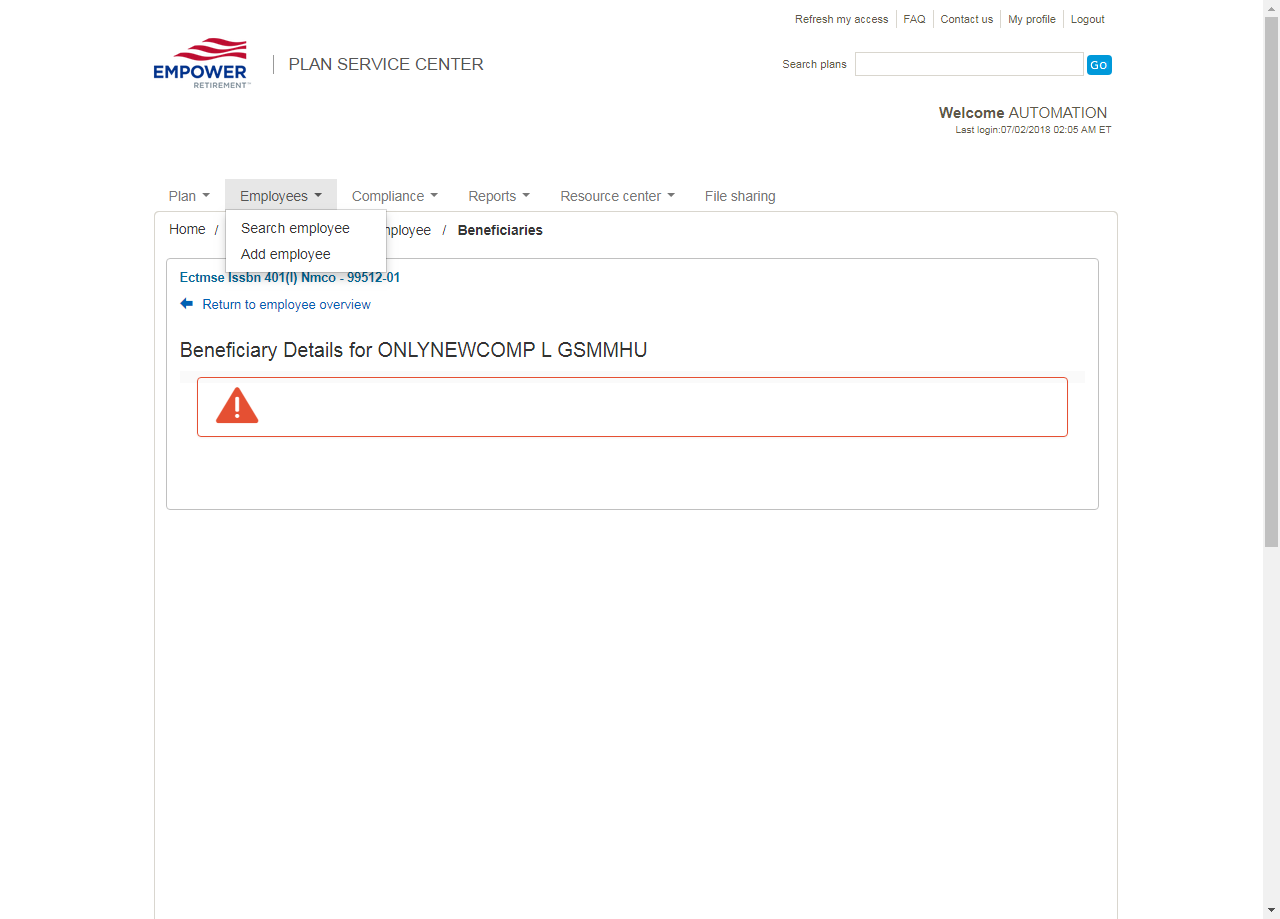 Refresh my access FAQ Contact us My profile Logout
EMPOWER
RETIREMENT™
PLAN SERVICE CENTER
Search plans Go
Welcome AUTOMATION
Last login:07/02/2018 02:05 AM ET
Plan Employees Compliance Reports Resource center File sharing
Home / mployee / Beneficiaries
Search employee
Add employee
Ectmse Issbn 401(l) Nmco - 99512-01
Return to employee overview
Beneficiary Details for ONLYNEWCOMP L GSMMHU